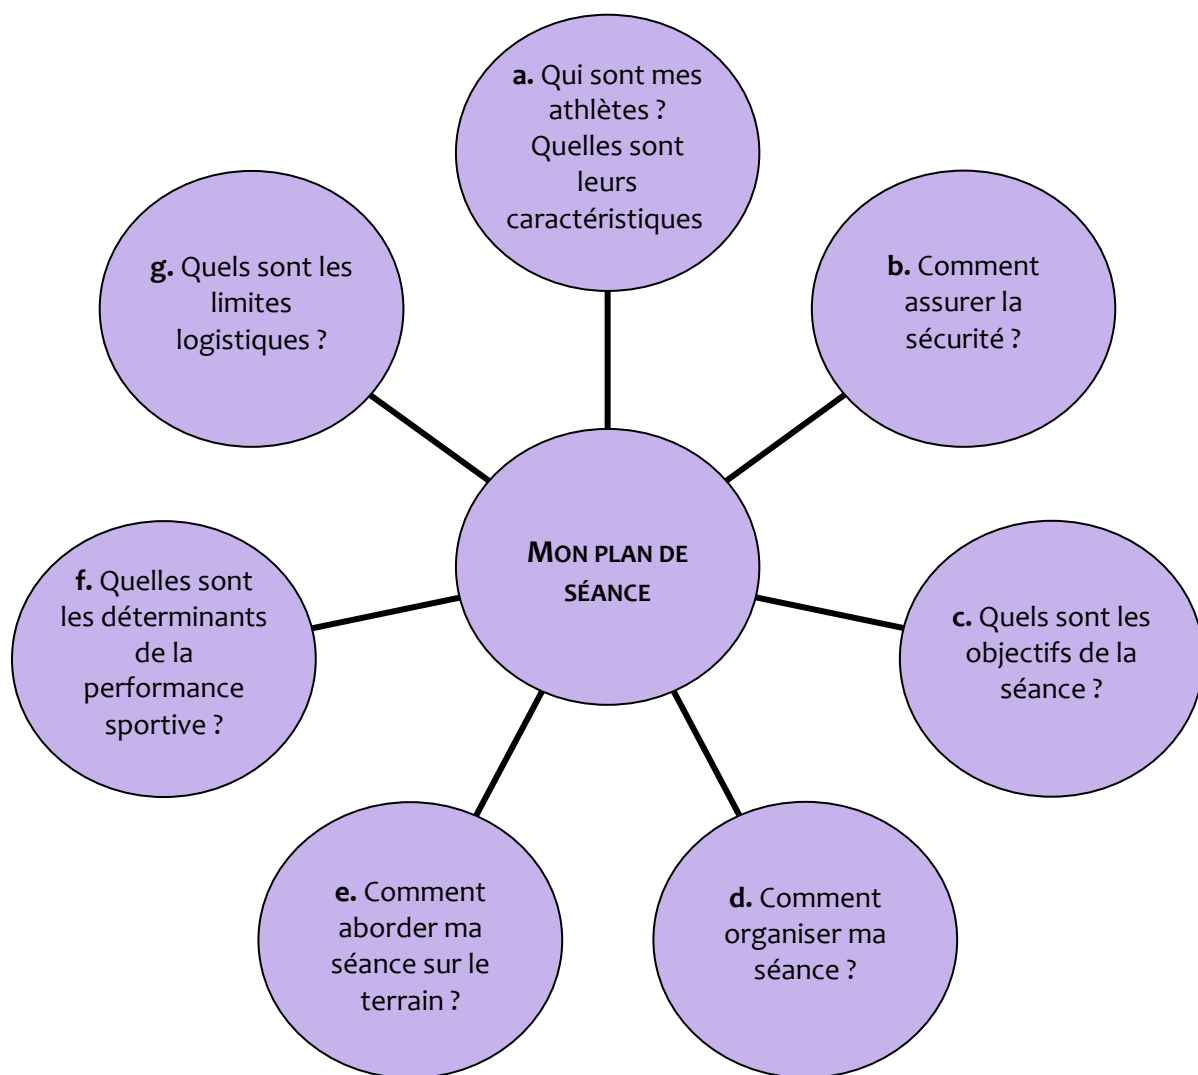 a. Qui sont mes
athlètes ?
Quelles sont
leurs
caractéristiques
b. Comment
assurer la
sécurité ?
c. Quels sont les
objectifs de la
séance ?
d. Comment
organiser ma
séance ?
e. Comment
aborder ma
séance sur le
terrain ?
f. Quelles sont
les déterminants
de la
performance
sportive ?
g. Quels sont les
limites
logistiques ?
MON PLAN DE
SÉANCE